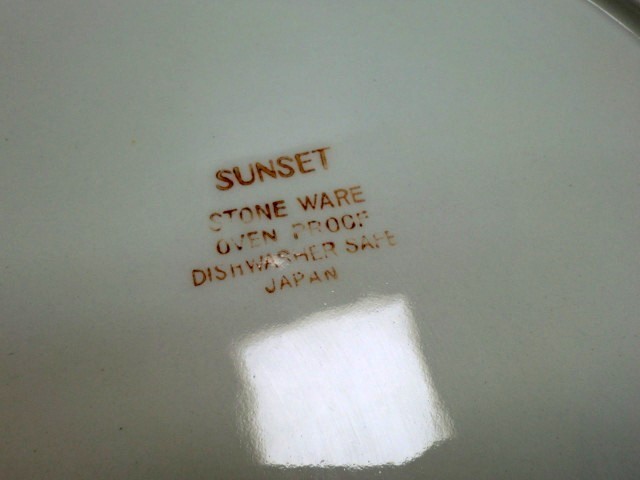 SUNSET
STONE WARE
OVEN PROOF
DISHWASHER SAFE
JAPAN